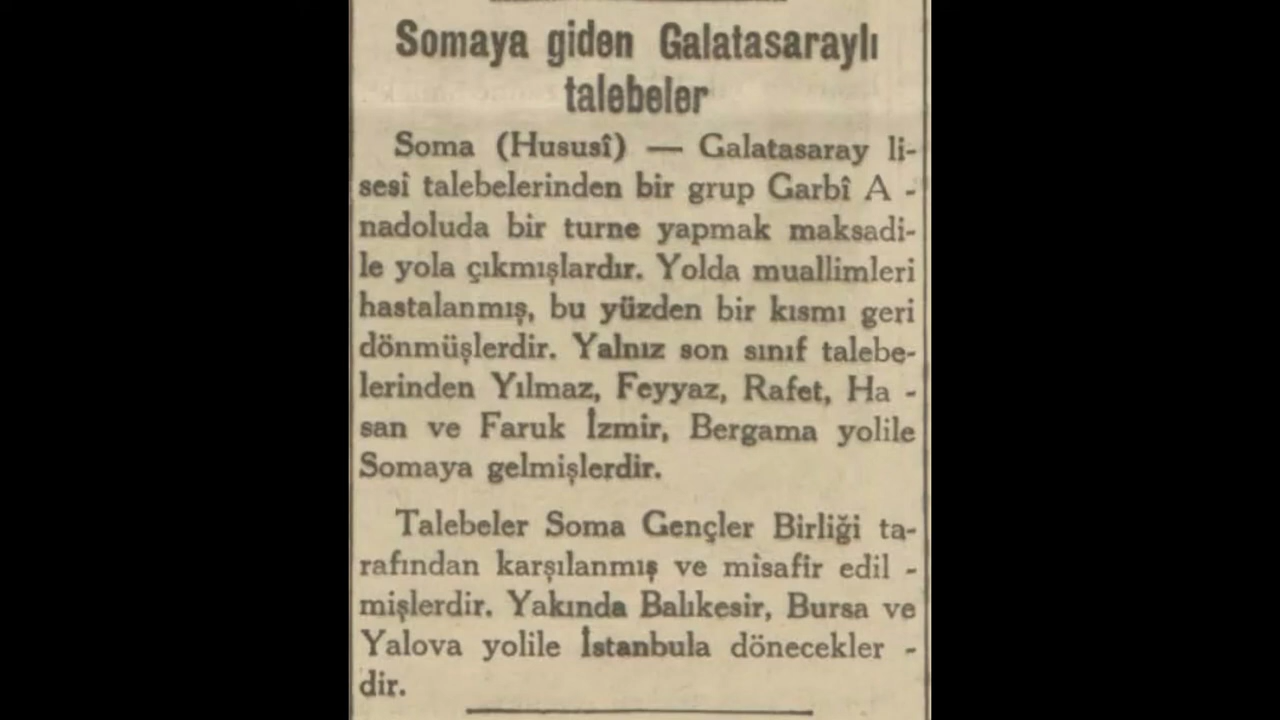 Somaya giden Galatasaraylı
talebeler
Soma (Hususî) — Galatasaray li-
sesi talebelerinden bir grup Garbî A -
nadoluda bir turne yapmak maksadi-
le yola çıkmışlardır. Yolda muallimleri
hastalanmış, bu yüzden bir kısmı geri
dönmüşlerdir. Yalnız son sınıf talebe-
lerinden Yılmaz, Feyyaz, Rafet, Ha -
san ve Faruk İzmir, Bergama yolile
Somaya gelmişlerdir.
Talebeler Soma Gençler Birliği ta-
rafından karşılanmış ve misafir edil -
mişlerdir. Yakında Balıkesir, Bursa ve
Yalova yolile İstanbula dönecekler -
dir.